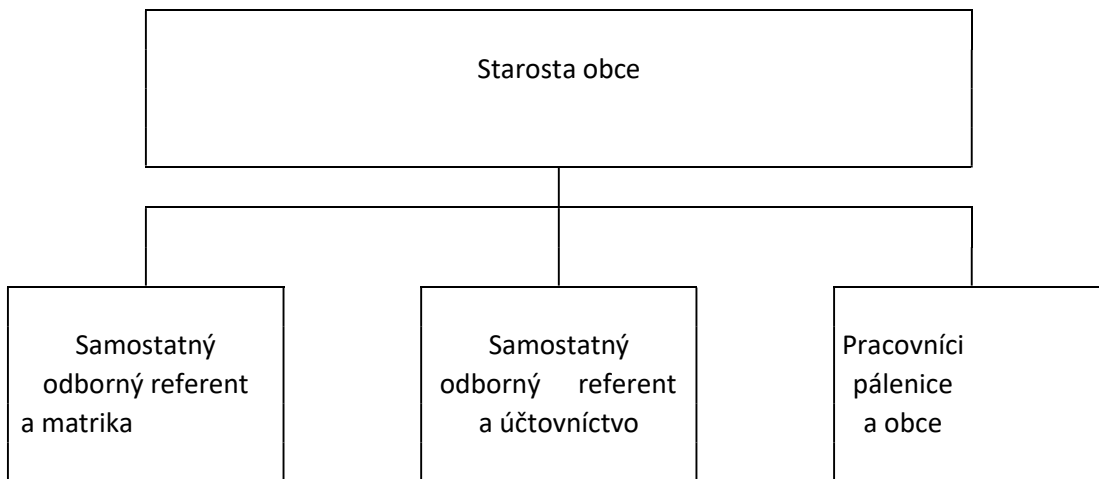 Starosta obce
Samostatný
odborný referent
a matrika
Samostatný
odborný referent
a účtovníctvo
Pracovníci
pálenice
a obce